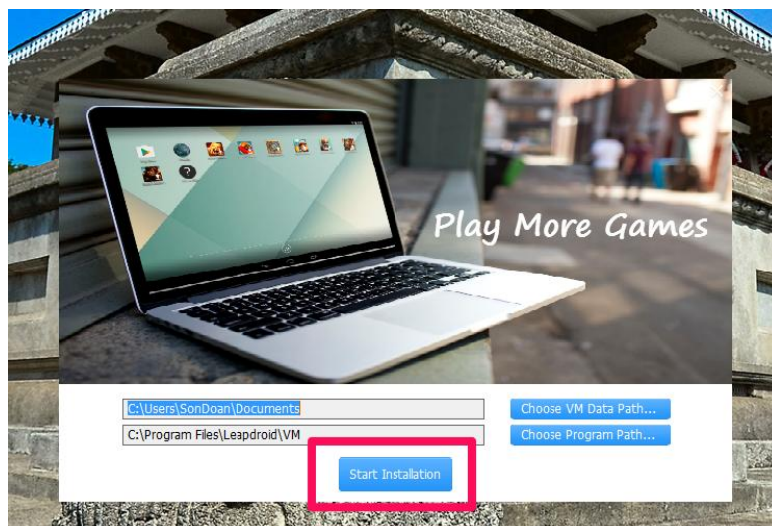 Play More Games
C:\Users\SonDoan\Documents
Choose VM Data Path...
C:\Program Files\Leapdroid\VM
Choose Program Path...
Start Installation